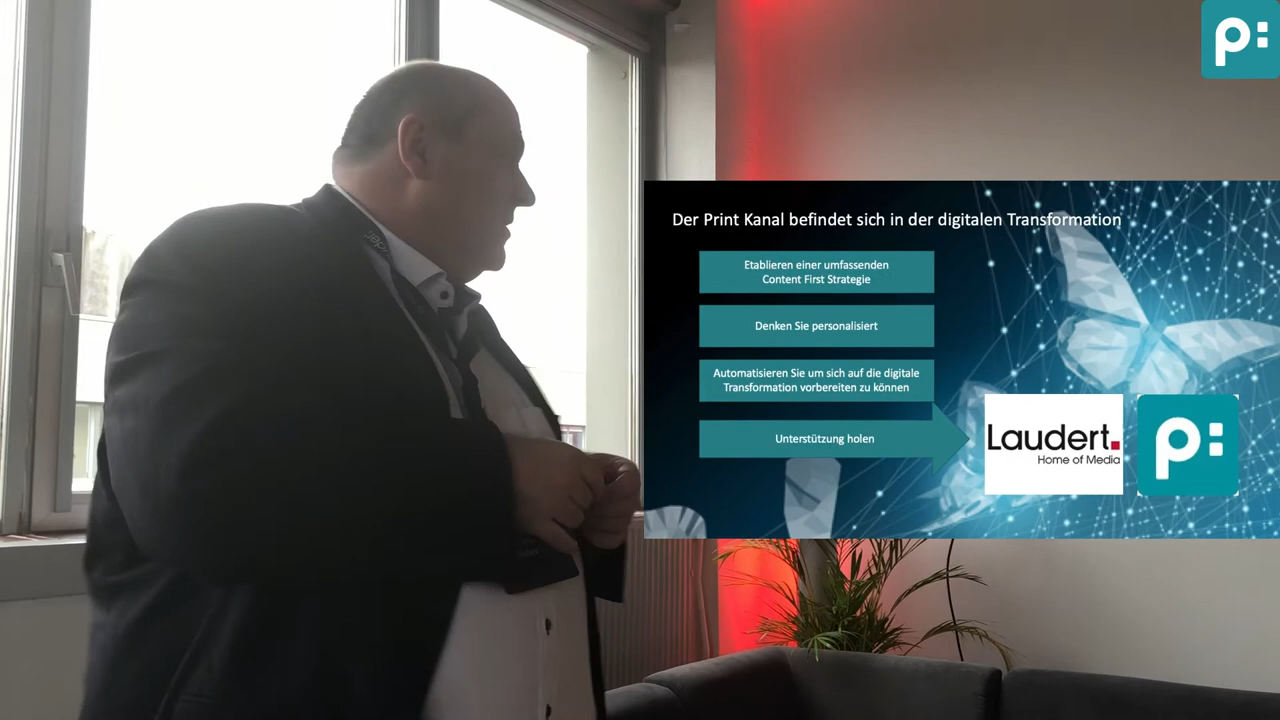 p:
Der Print Kanal befindet sich in der digitalen Transformation
Etablieren einer umfassenden
Content First Strategie
Denken Sie personalisiert
Automatisieren Sie um sich auf die digitale
Transformation vorbereiten zu können
Unterstützung holen
Laudert.
Home of Media
p: